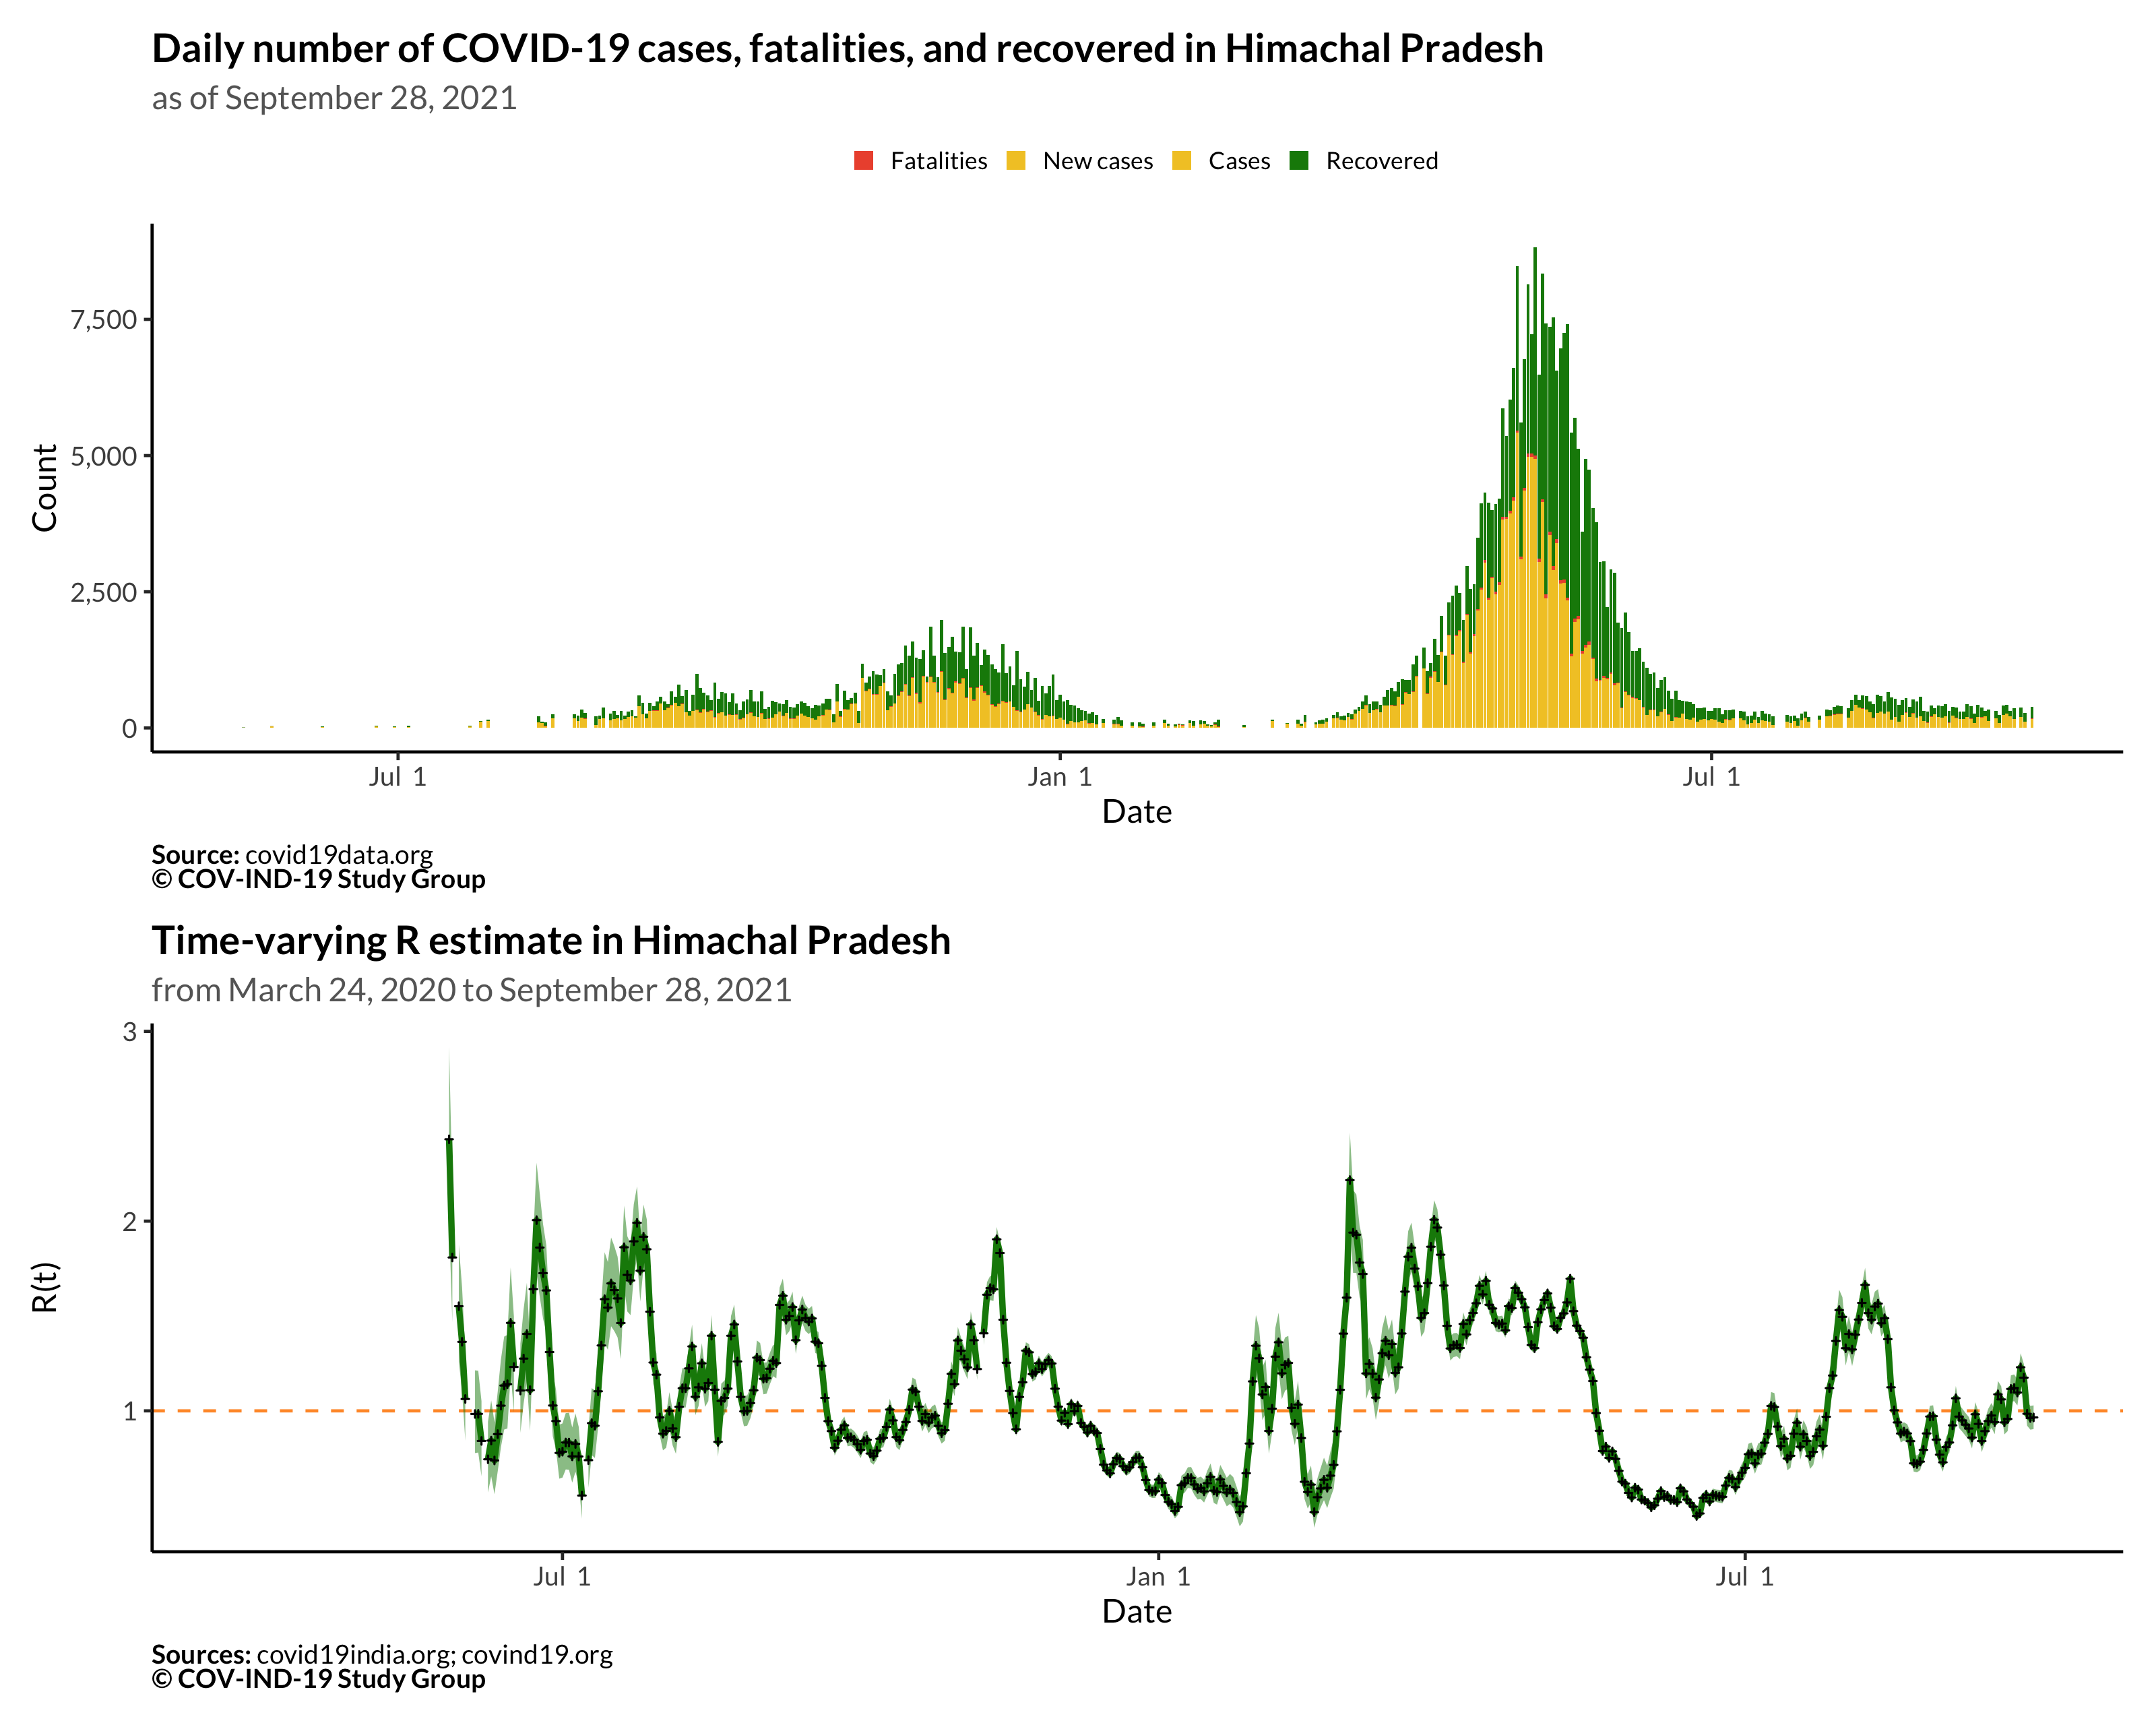 Daily number of COVID-19 cases, fatalities, and recovered in Himachal Pradesh
as of September 28, 2021
Fatalities New cases Cases Recovered
7,500
5,000
2,500
0
Count
Jul 1 Jan 1 Jul 1
Date
Source: covid19data.org
© COV-IND-19 Study Group
Time-varying R estimate in Himachal Pradesh
from March 24, 2020 to September 28, 2021
3
2
1
R(t)
Jul 1 Jan 1 Jul 1
Date
Sources: covid19india.org; covind19.org
© COV-IND-19 Study Group